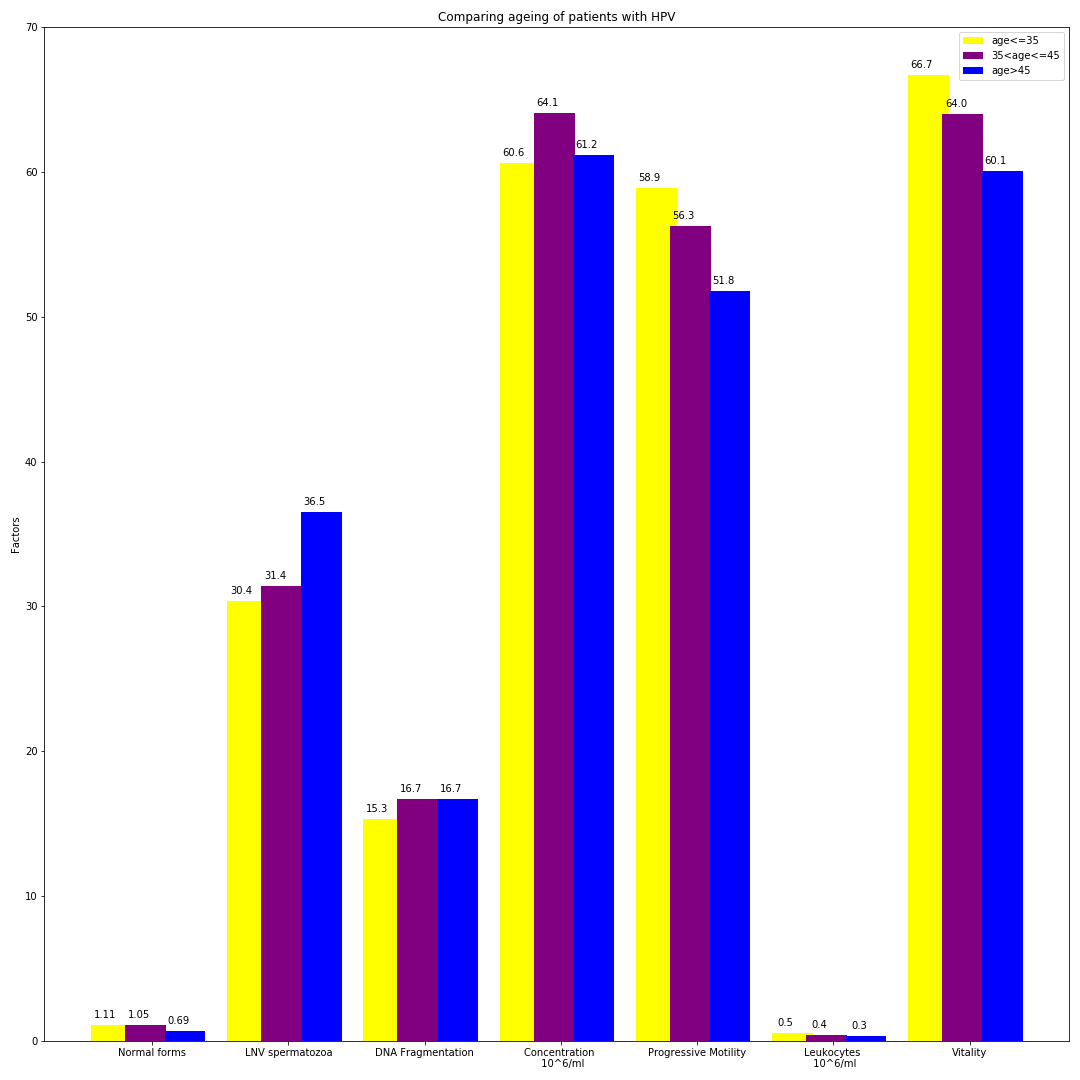 Comparing ageing of patients with HPV
age<=35
35<age<=45
age>45
Factors
70
60
50
40
30
20
10
0
1.11
1.05
0.69
30.4
31.4
36.5
15.3
16.7
16.7
60.6
64.1
61.2
58.9
56.3
51.8
0.5
0.4
0.3
66.7
64.0
60.1
Normal forms
LNV spermatozoa
DNA Fragmentation
Concentration
10^6/ml
Progressive Motility
Leukocytes
10^6/ml
Vitality